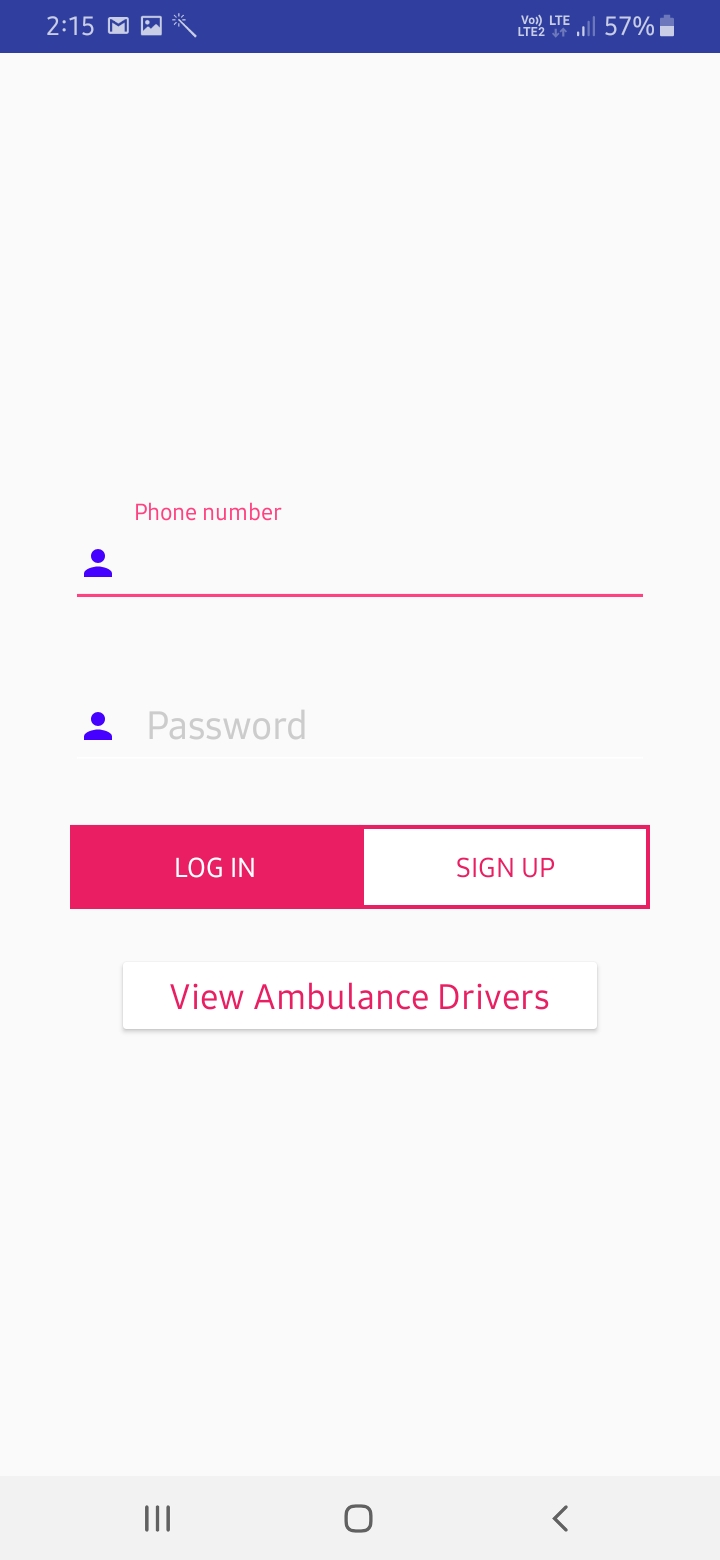 2:15 Vo)) LTE 57%
LTE2
Phone number
Password
LOG IN SIGN UP
View Ambulance Drivers